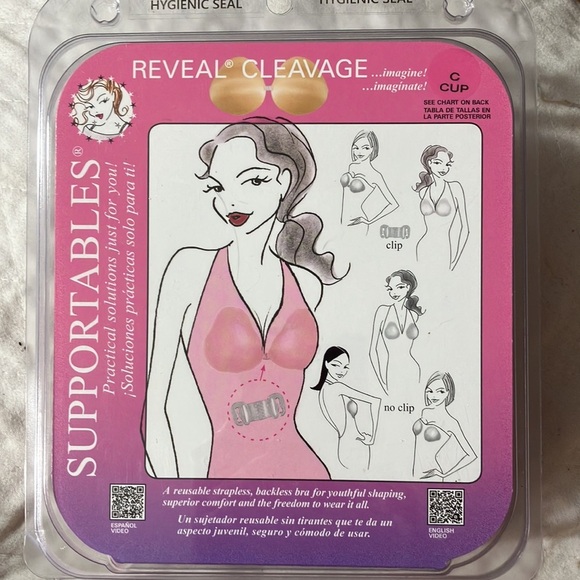 HYGIENIC SEAL
HYGIENIC SEAL
REVEAL® CLEAVAGE ...imagine!
...imagínate!
C
CUP
SEE CHART ON BACK
TABLA DE TALLAS EN
LA PARTE POSTERIOR
SUPPORTABLES®
Practical solutions just for you!
¡Soluciones prácticas solo para ti!
clip
no clip
A reusable strapless, backless bra for youthful shaping,
superior comfort and the freedom to wear it all.
Un sujetador reusable sin tirantes que te da un
aspecto juvenil, seguro y cómodo de usar.
ESPAÑOL
VIDEO
ENGLISH
VIDEO